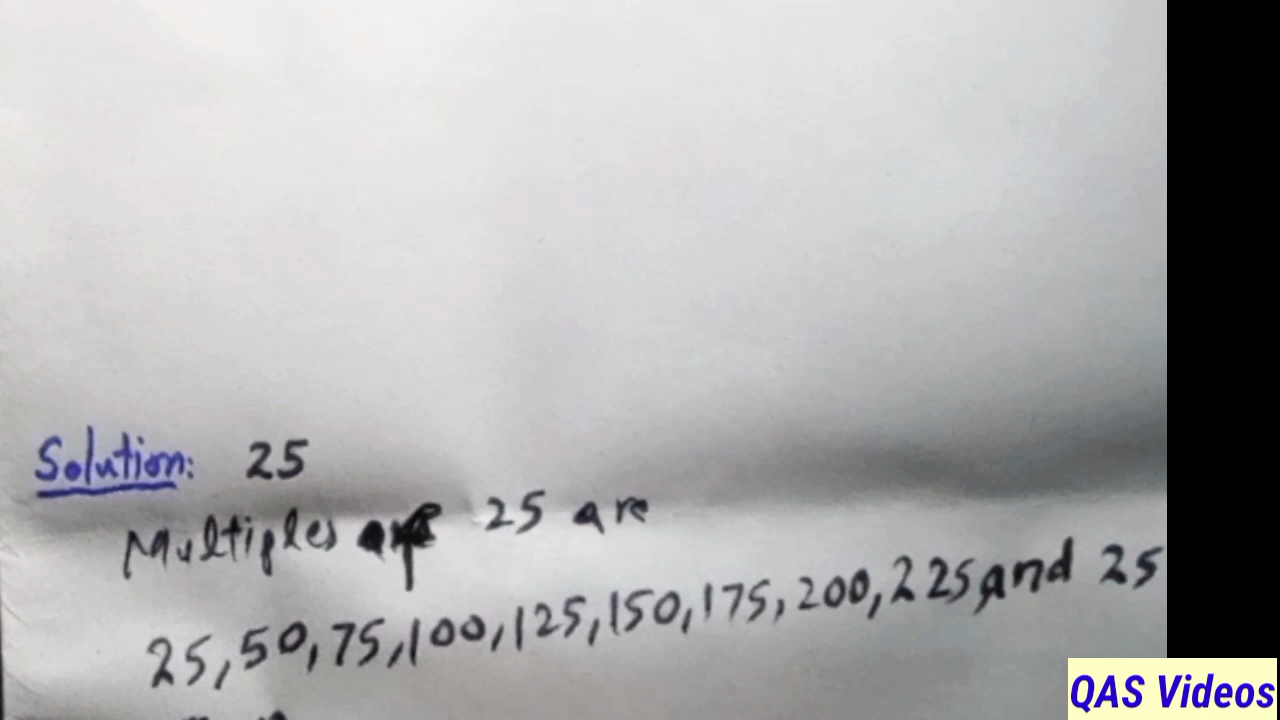 Solution: 25
Multiples of 25 are
25, 50, 75, 100, 125, 150, 175, 200, 225, and 25
QAS Videos